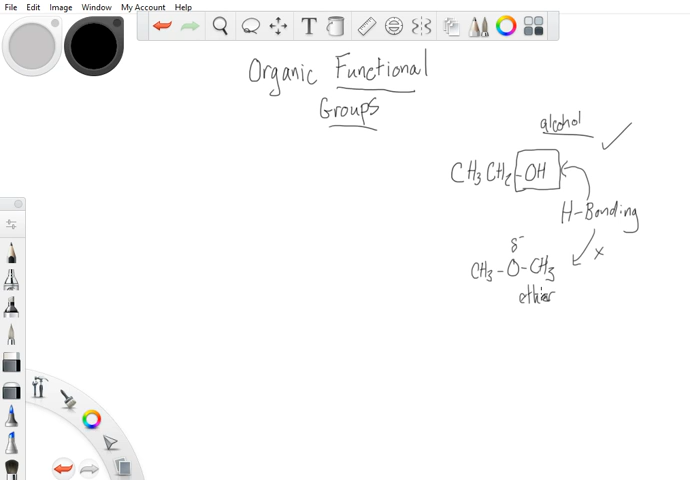 File Edit Image Window My Account Help
T
Organic Functional
Groups
alcohol
CH3 CH2-OH
H-Bonding
δ-
x
CH3-O-CH3
ether